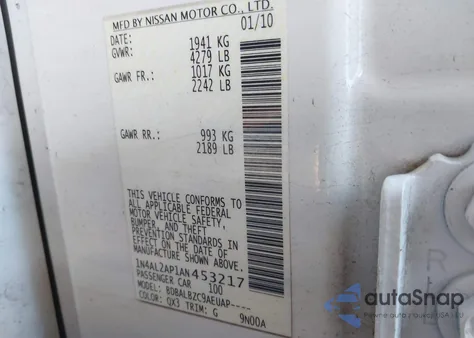 MFD BY NISSAN MOTOR CO., LTD.
DATE: 01/10
GVWR: 1941 KG
4279 LB
GAWR FR.: 1017 KG
2242 LB
GAWR RR.: 993 KG
2189 LB
THIS VEHICLE CONFORMS TO
ALL APPLICABLE FEDERAL
MOTOR VEHICLE SAFETY,
BUMPER, AND THEFT
PREVENTION STANDARDS IN
EFFECT ON THE DATE OF
MANUFACTURE SHOWN ABOVE.
1N4AL2AP1AN453217
PASSENGER CAR 100
MODEL: BDBALBZC9AEUAP----
COLOR: QX3 TRIM: G 9N00A
autoSnap